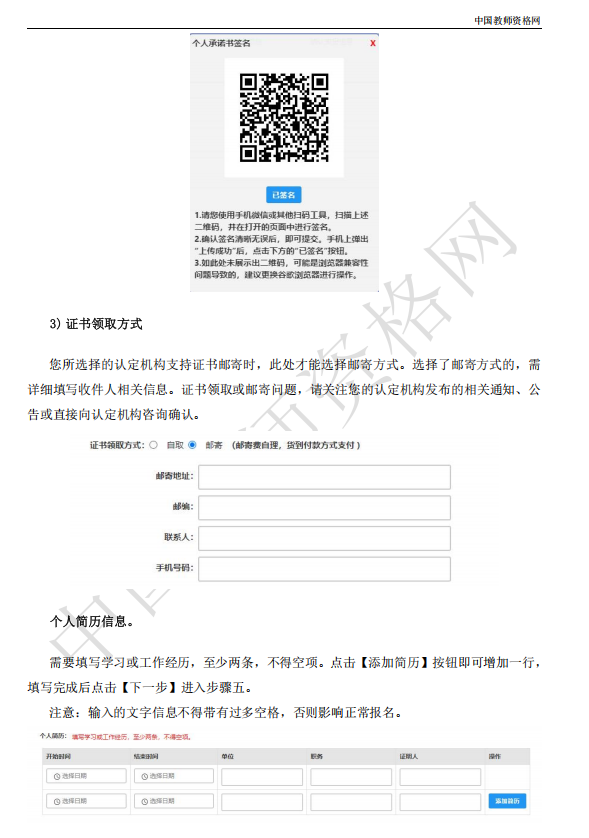 中国教师资格网
个人承诺书签名
X
已签名
1.请您使用手机微信或其他扫码工具，扫描上述
二维码，并在打开的页面中进行签名。
2.确认签名清晰无误后，即可提交。手机上弹出
“上传成功”后，点击下方的“已签名”按钮。
3.如此处未展示出二维码，可能是浏览器兼容性
问题导致的，建议更换谷歌浏览器进行操作。
3）证书领取方式
您所选择的认定机构支持证书邮寄时，此处才能选择邮寄方式。选择了邮寄方式的，需
详细填写收件人相关信息。证书领取或邮寄问题，请关注您的认定机构发布的相关通知、公
告或直接向认定机构咨询确认。
证书领取方式： 自取 邮寄 （邮寄费自理，货到付款方式支付）
邮寄地址：
邮编：
联系人：
手机号码：
个人简历信息。
需要填写学习或工作经历，至少两条，不得空项。点击【添加简历】按钮即可增加一行，
填写完成后点击【下一步】进入步骤五。
注意：输入的文字信息不得带有过多空格，否则影响正常报名。
个人简历： 填写学习或工作经历，至少两条，不得空项。
开始时间 结束时间 单位 职务 证明人 操作
选择日期 选择日期
选择日期 选择日期 添加简历
中国教师资格网